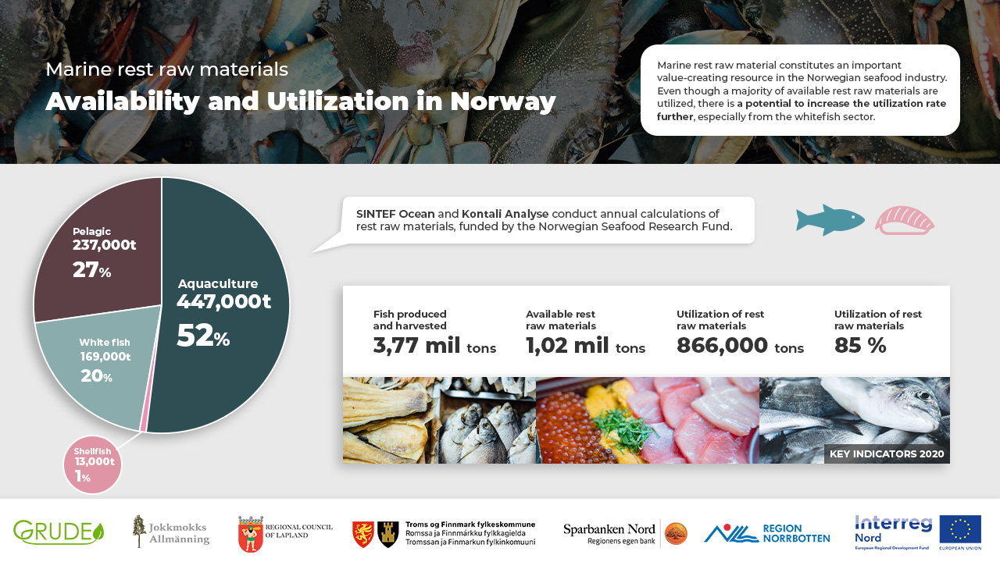 Marine rest raw materials
Availability and Utilization in Norway
Marine rest raw material constitutes an important
value-creating resource in the Norwegian seafood industry.
Even though a majority of available rest raw materials are
utilized, there is a potential to increase the utilization rate
further, especially from the whitefish sector.
Pelagic
237,000t
27%
Aquaculture
447,000t
52%
White fish
169,000t
20%
Shellfish
13,000t
1%
SINTEF Ocean and Kontali Analyse conduct annual calculations of
rest raw materials, funded by the Norwegian Seafood Research Fund.
Fish produced
and harvested
3,77 mil tons
Available rest
raw materials
1,02 mil tons
Utilization of rest
raw materials
866,000 tons
Utilization of rest
raw materials
85 %
KEY INDICATORS 2020
GRUDE
Jokkmokks
Allmänning
REGIONAL COUNCIL
OF LAPLAND
Troms og Finnmark fylkeskommune
Romssa ja Finnmárkku fylkkagielda
Tromssan ja Finmarkun fylkinkomuuni
Sparbanken Nord
Regionens egen bank
REGION
NORRBOTTEN
Interreg
Nord
European Regional Development Fund
EUROPEAN UNION